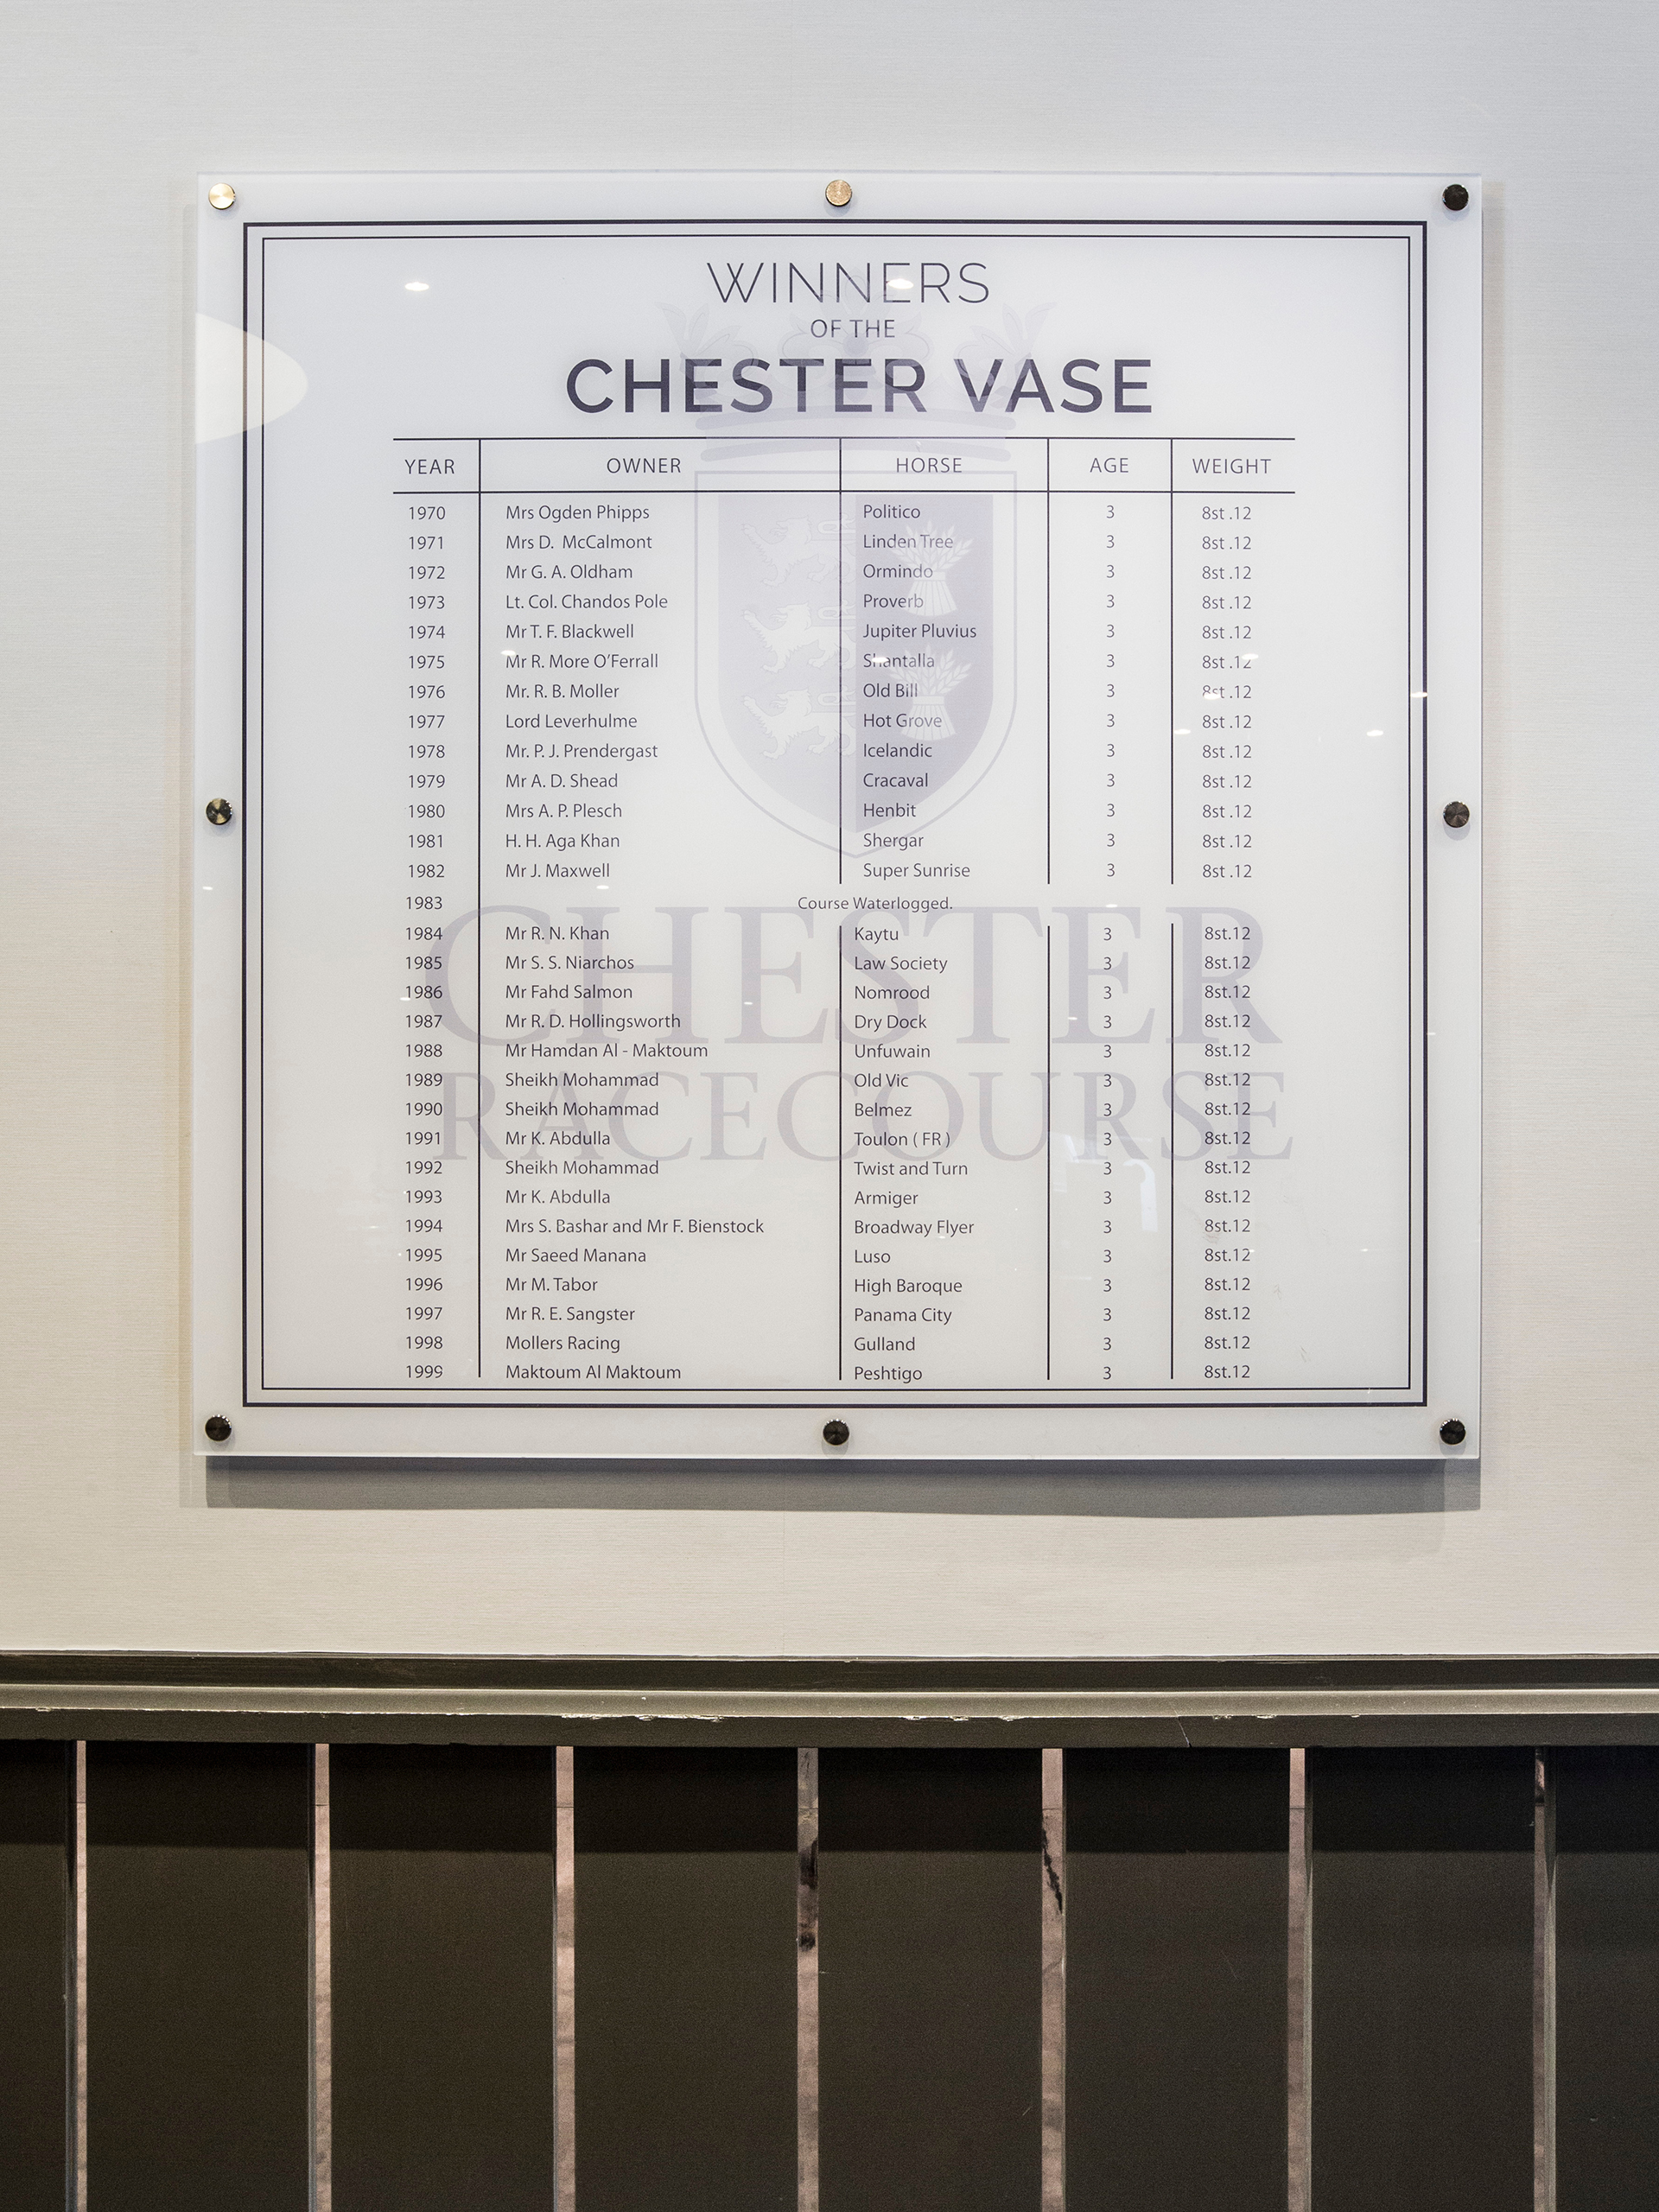 WINNERS
OF THE
CHESTER VASE
YEAR OWNER HORSE AGE WEIGHT
1970 Mrs Ogden Phipps Politico 3 8st .12
1971 Mrs D. McCalmont Linden Tree 3 8st .12
1972 Mr G. A. Oldham Ormindo 3 8st .12
1973 Lt. Col. Chandos Pole Proverb 3 8st .12
1974 Mr T. F. Blackwell Jupiter Pluvius 3 8st .12
1975 Mr R. More O'Ferrall Shantalla 3 8st .12
1976 Mr. R. B. Moller Old Bill 3 8st .12
1977 Lord Leverhulme Hot Grove 3 8st .12
1978 Mr. P. J. Prendergast Icelandic 3 8st .12
1979 Mr A. D. Shead Cracaval 3 8st .12
1980 Mrs A. P. Plesch Henbit 3 8st .12
1981 H. H. Aga Khan Shergar 3 8st .12
1982 Mr J. Maxwell Super Sunrise 3 8st .12
1983 Course Waterlogged.
1984 Mr R. N. Khan Kaytu 3 8st.12
1985 Mr S. S. Niarchos Law Society 3 8st.12
1986 Mr Fahd Salmon Nomrood 3 8st.12
1987 Mr R. D. Hollingsworth Dry Dock 3 8st.12
1988 Mr Hamdan Al - Maktoum Unfuwain 3 8st.12
1989 Sheikh Mohammad Old Vic 3 8st.12
1990 Sheikh Mohammad Belmez 3 8st.12
1991 Mr K. Abdulla Toulon ( FR ) 3 8st.12
1992 Sheikh Mohammad Twist and Turn 3 8st.12
1993 Mr K. Abdulla Armiger 3 8st.12
1994 Mrs S. Bashar and Mr F. Bienstock Broadway Flyer 3 8st.12
1995 Mr Saeed Manana Luso 3 8st.12
1996 Mr M. Tabor High Baroque 3 8st.12
1997 Mr R. E. Sangster Panama City 3 8st.12
1998 Mollers Racing Gulland 3 8st.12
1999 Maktoum Al Maktoum Peshtigo 3 8st.12
CHESTER
RACECOURSE